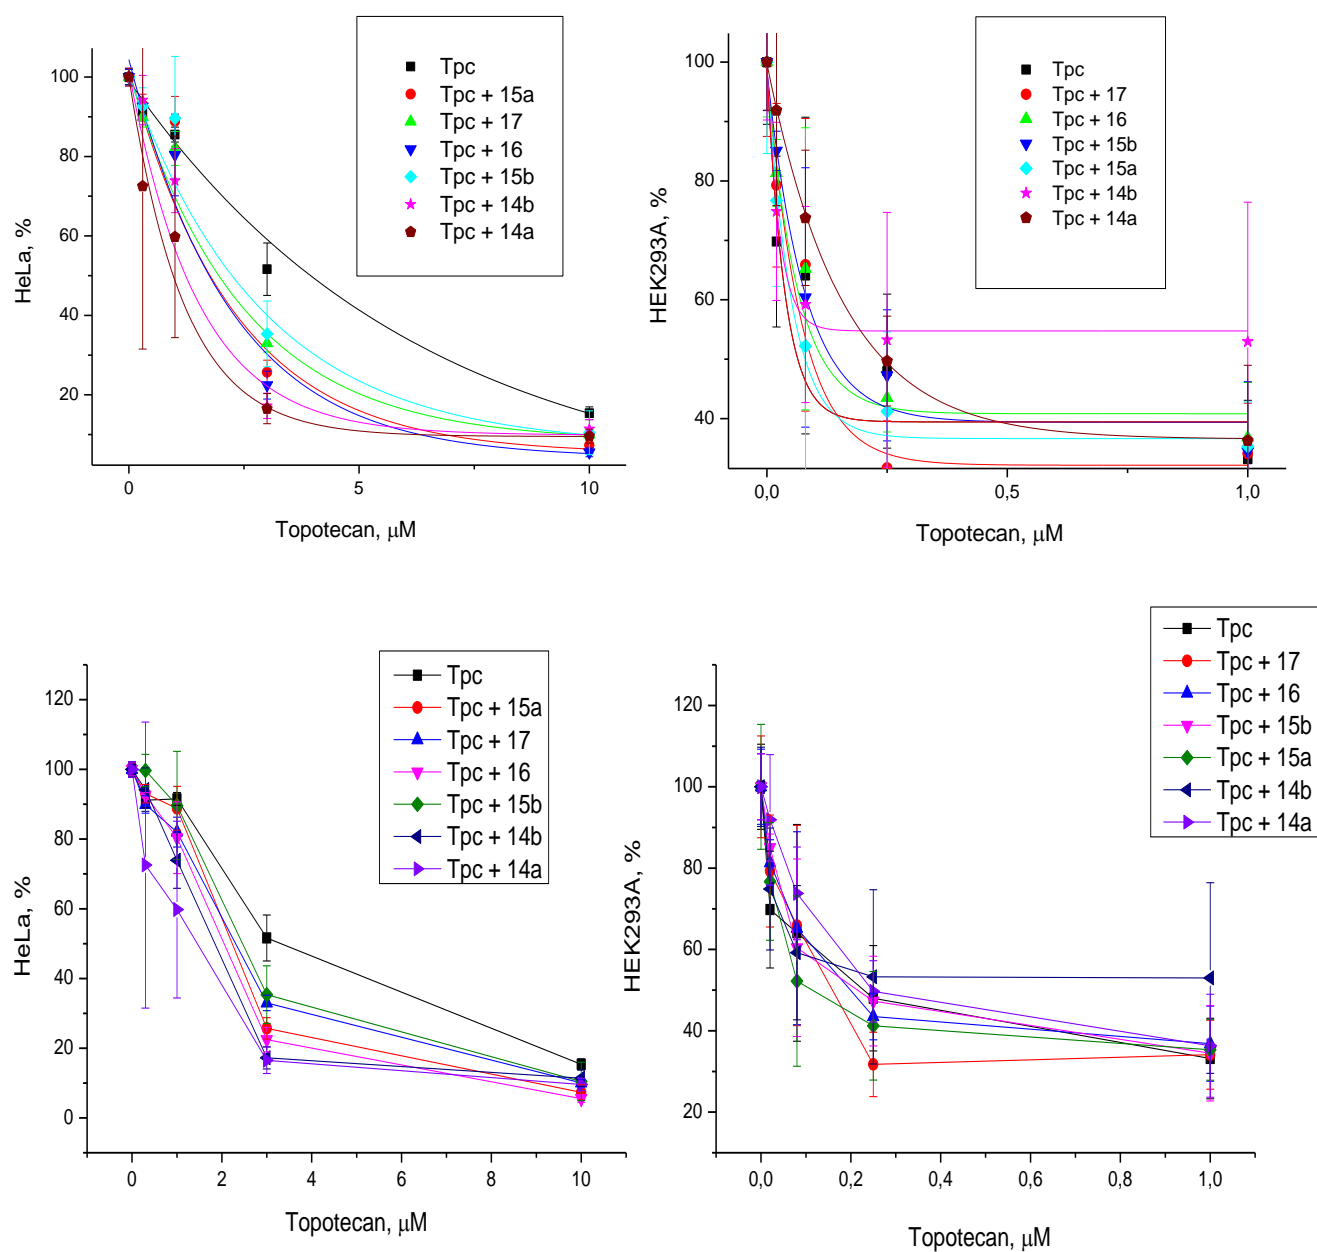 Tpc
Tpc + 15a
Tpc + 17
Tpc + 16
Tpc + 15b
Tpc + 14b
Tpc + 14a
100
80
60
40
20
HeLa, %
0
5
10
Topotecan, μM
Tpc
Tpc + 17
Tpc + 16
Tpc + 15b
Tpc + 15a
Tpc + 14b
Tpc + 14a
100
80
60
40
HEK293A, %
0,0
0,5
1,0
Topotecan, μM
Tpc
Tpc + 15a
Tpc + 17
Tpc + 16
Tpc + 15b
Tpc + 14b
Tpc + 14a
120
100
80
60
40
20
0
HeLa, %
0
2
4
6
8
10
Topotecan, μM
Tpc
Tpc + 17
Tpc + 16
Tpc + 15b
Tpc + 15a
Tpc + 14b
Tpc + 14a
120
100
80
60
40
20
HEK293A, %
0,0
0,2
0,4
0,6
0,8
1,0
Topotecan, μM